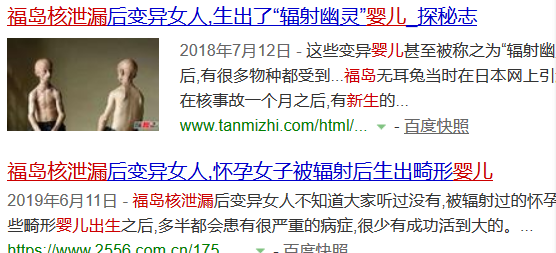 福岛核泄漏后变异女人,生出了“辐射幽灵”婴儿_探秘志
2018年7月12日 - 这些变异婴儿甚至被称之为“辐射幽
后,有很多物种都受到...福岛无耳兔当时在日本网上引
在核事故一个月之后,有新生的...
www.tanmizhi.com/html/... - 百度快照
福岛核泄漏后变异女人,怀孕女子被辐射后生出畸形婴儿
2019年6月11日 - 福岛核泄漏后变异女人不知道大家听过没有,被辐射过的怀孕
些畸形婴儿出生之后,多半都会患有很严重的病症,很少有成功活到大的。...
https://www.2556.com.cn/175... - 百度快照